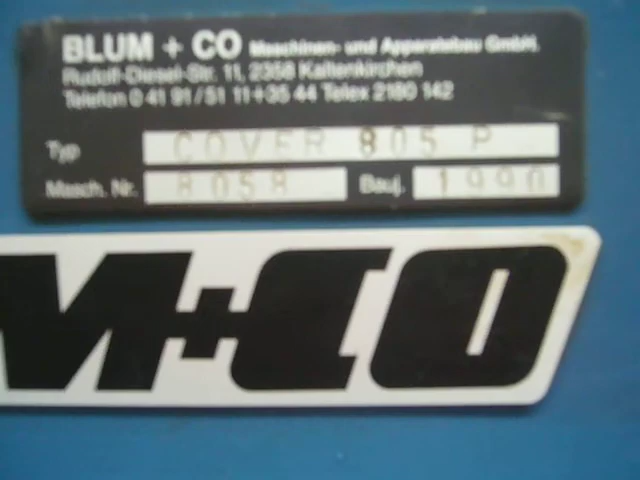 BLUM + CO Maschinen- und Apparatebau GmbH.
Rudolf-Diesel-Str. 11, 2358 Kaltenkirchen
Telefon 0 41 91/51 11+35 44 Telex 2180 142
Typ COVER 805 P
Masch. Nr. 8058 Bauj. 1990
M+CO